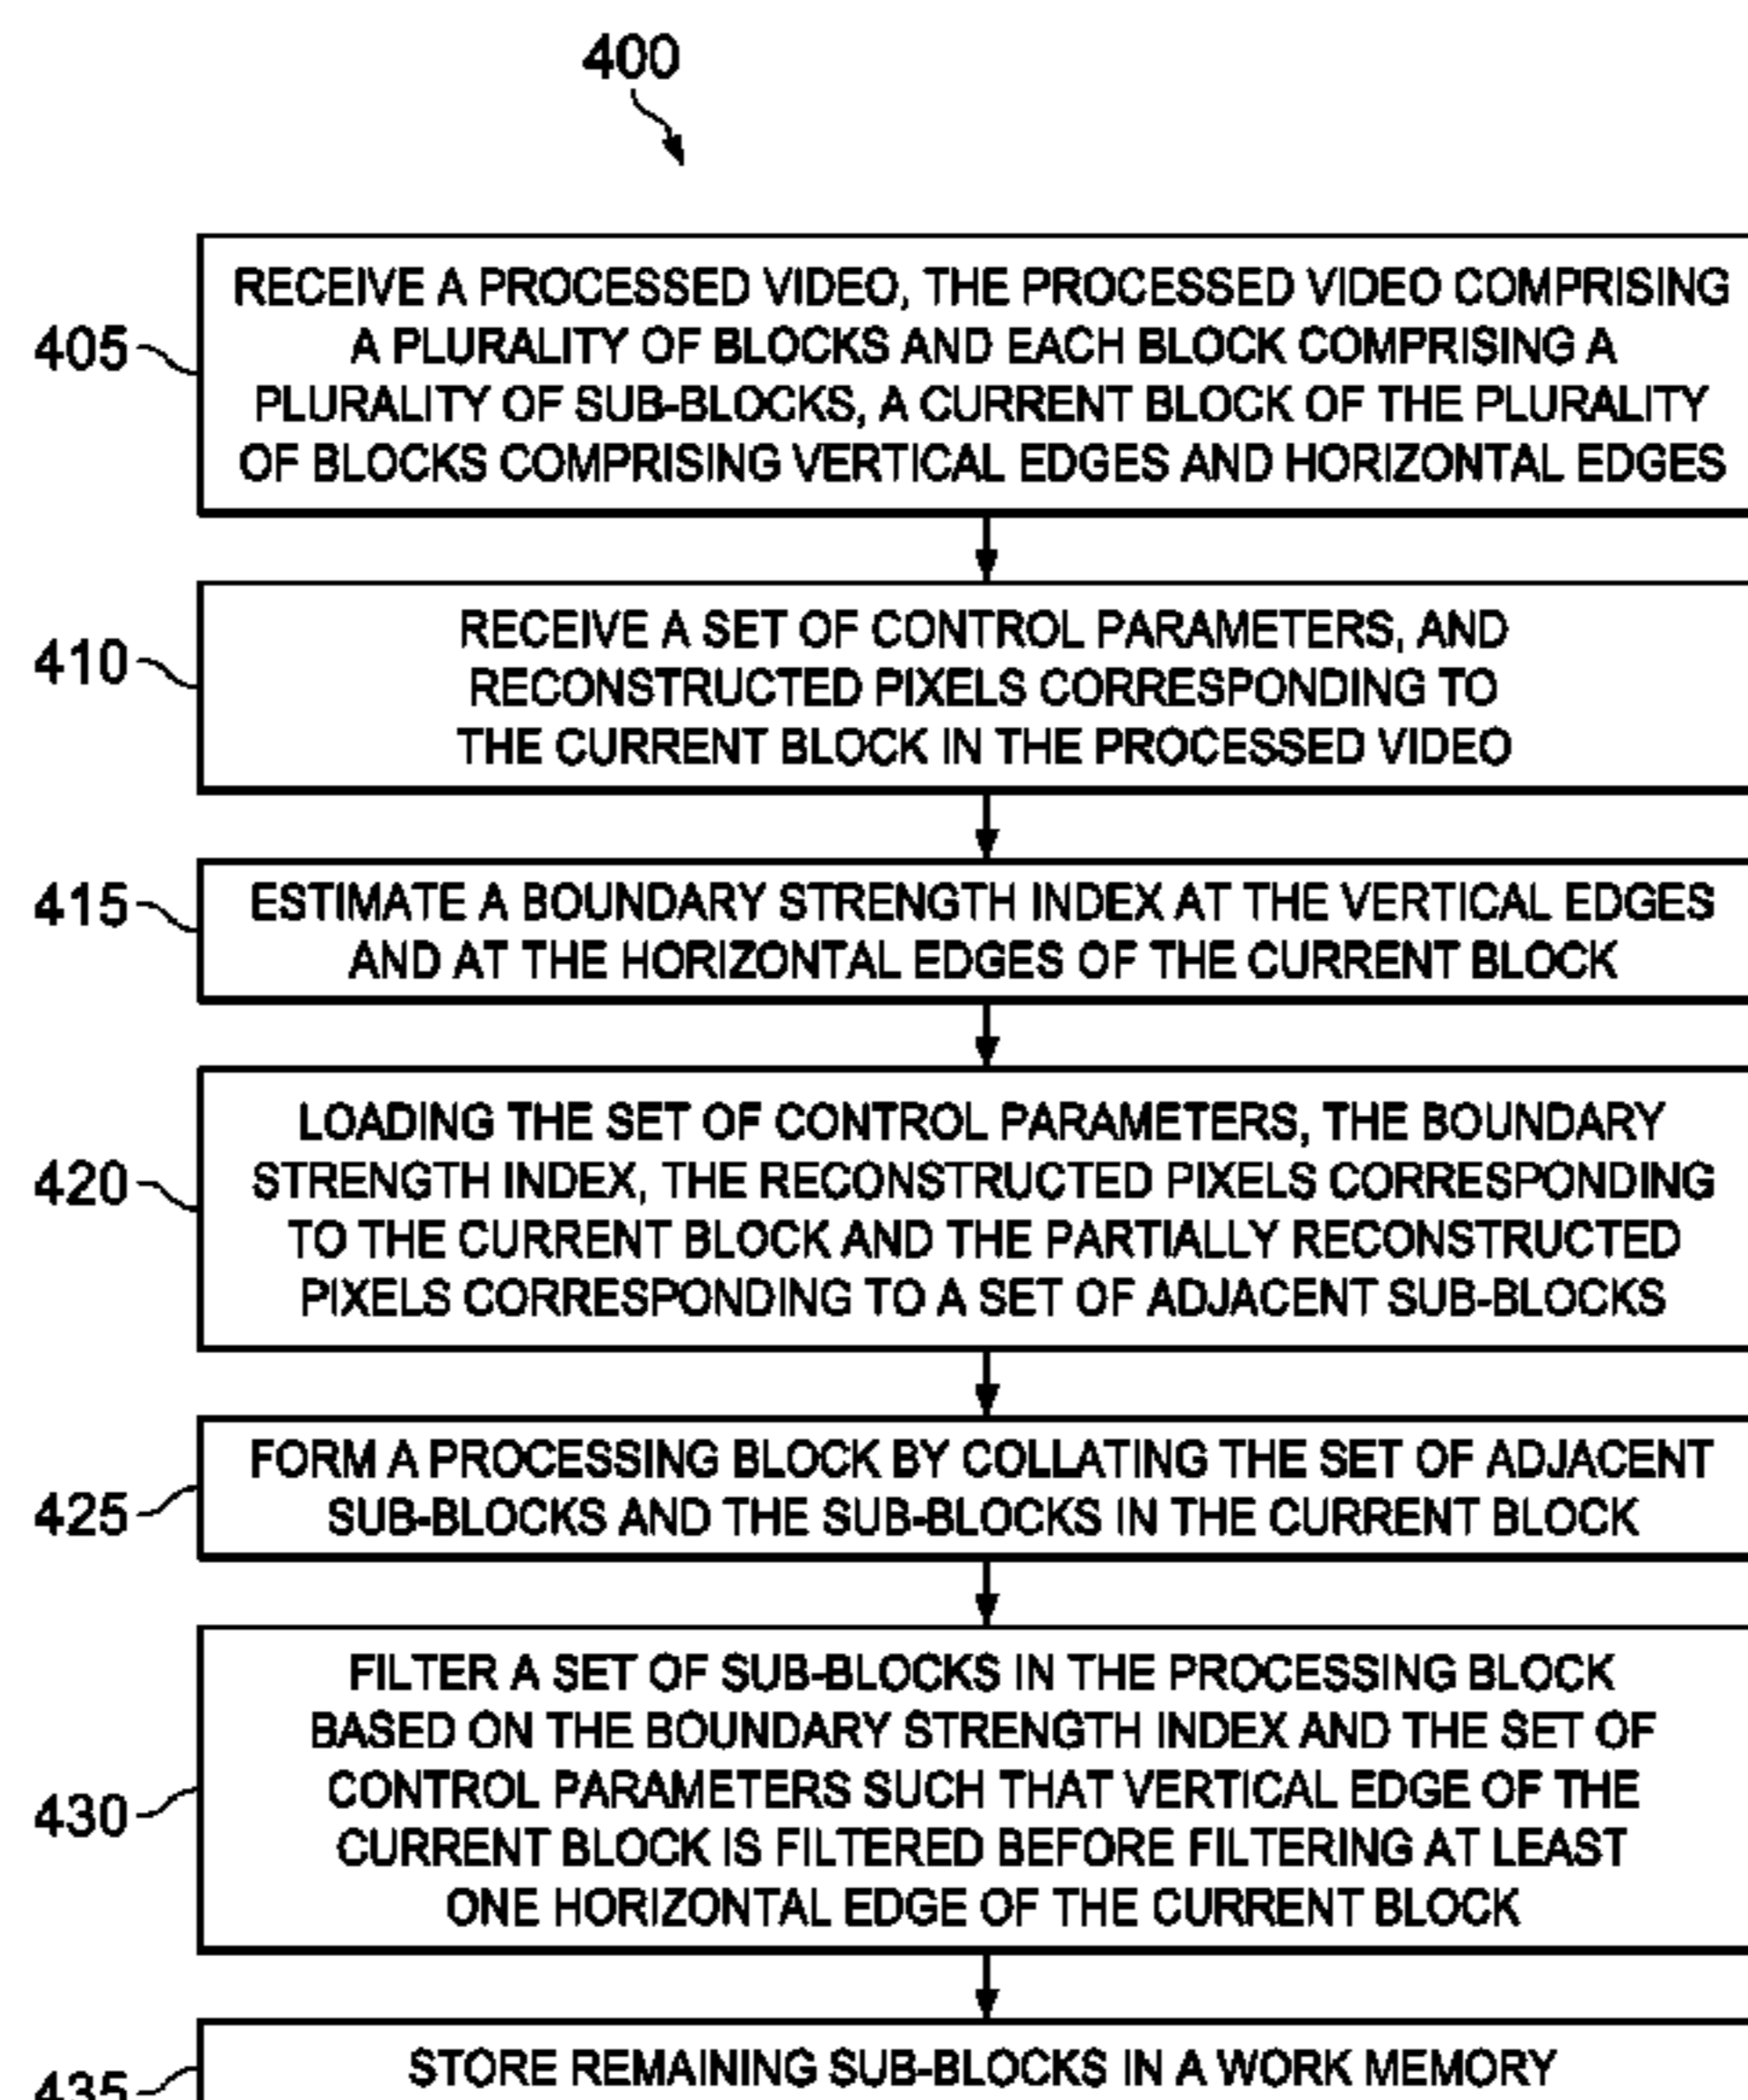 400
405
RECEIVE A PROCESSED VIDEO, THE PROCESSED VIDEO COMPRISING
A PLURALITY OF BLOCKS AND EACH BLOCK COMPRISING A
PLURALITY OF SUB-BLOCKS, A CURRENT BLOCK OF THE PLURALITY
OF BLOCKS COMPRISING VERTICAL EDGES AND HORIZONTAL EDGES
410
RECEIVE A SET OF CONTROL PARAMETERS, AND
RECONSTRUCTED PIXELS CORRESPONDING TO
THE CURRENT BLOCK IN THE PROCESSED VIDEO
415
ESTIMATE A BOUNDARY STRENGTH INDEX AT THE VERTICAL EDGES
AND AT THE HORIZONTAL EDGES OF THE CURRENT BLOCK
420
LOADING THE SET OF CONTROL PARAMETERS, THE BOUNDARY
STRENGTH INDEX, THE RECONSTRUCTED PIXELS CORRESPONDING
TO THE CURRENT BLOCK AND THE PARTIALLY RECONSTRUCTED
PIXELS CORRESPONDING TO A SET OF ADJACENT SUB-BLOCKS
425
FORM A PROCESSING BLOCK BY COLLATING THE SET OF ADJACENT
SUB-BLOCKS AND THE SUB-BLOCKS IN THE CURRENT BLOCK
430
FILTER A SET OF SUB-BLOCKS IN THE PROCESSING BLOCK
BASED ON THE BOUNDARY STRENGTH INDEX AND THE SET OF
CONTROL PARAMETERS SUCH THAT VERTICAL EDGE OF THE
CURRENT BLOCK IS FILTERED BEFORE FILTERING AT LEAST
ONE HORIZONTAL EDGE OF THE CURRENT BLOCK
435
STORE REMAINING SUB-BLOCKS IN A WORK MEMORY